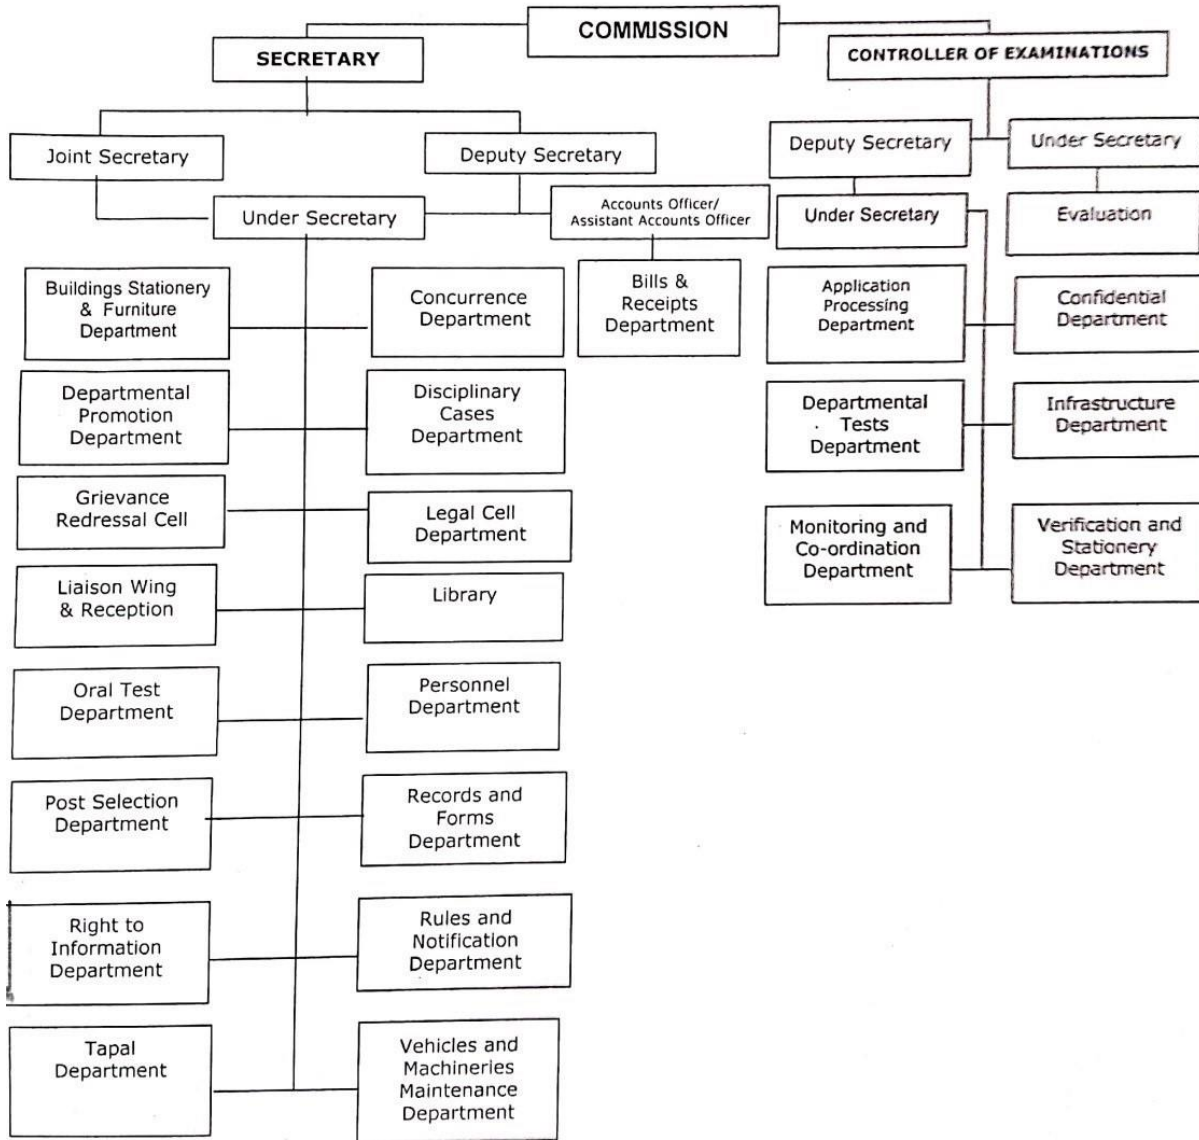 COMMISSION
SECRETARY
CONTROLLER OF EXAMINATIONS
Joint Secretary
Deputy Secretary
Deputy Secretary
Under Secretary
Under Secretary
Accounts Officer/
Assistant Accounts Officer
Under Secretary
Evaluation
Buildings Stationery
& Furniture
Department
Concurrence
Department
Bills &
Receipts
Department
Application
Processing
Department
Confidential
Department
Departmental
Promotion
Department
Disciplinary
Cases
Department
Departmental
Tests
Department
Infrastructure
Department
Grievance
Redressal Cell
Legal Cell
Department
Monitoring and
Co-ordination
Department
Verification and
Stationery
Department
Liaison Wing
& Reception
Library
Oral Test
Department
Personnel
Department
Post Selection
Department
Records and
Forms
Department
Right to
Information
Department
Rules and
Notification
Department
Tapal
Department
Vehicles and
Machineries
Maintenance
Department